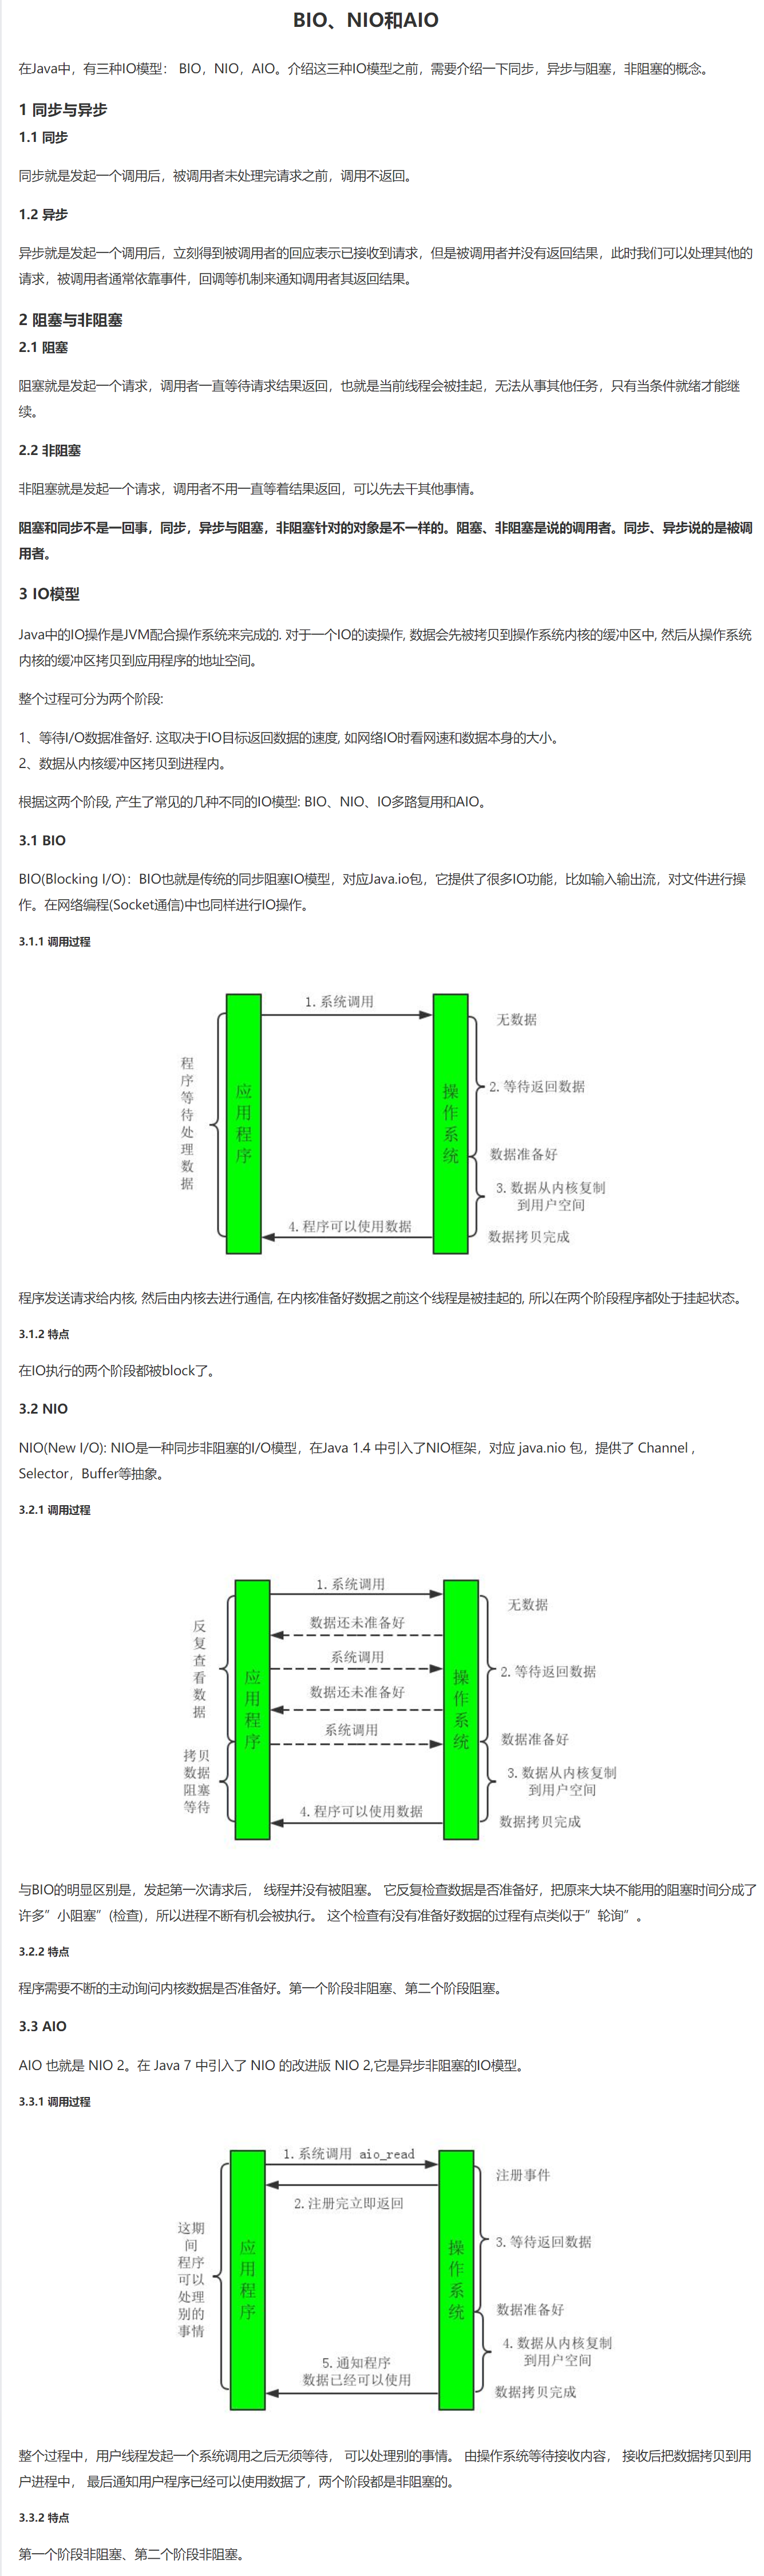 BIO、NIO和AIO
在Java中，有三种IO模型： BIO，NIO，AIO。介绍这三种IO模型之前，需要介绍一下同步，异步与阻塞，非阻塞的概念。
1 同步与异步
1.1 同步
同步就是发起一个调用后，被调用者未处理完请求之前，调用不返回。
1.2 异步
异步就是发起一个调用后，立刻得到被调用者的回应表示已接收到请求，但是被调用者并没有返回结果，此时我们可以处理其他的
请求，被调用者通常依靠事件，回调等机制来通知调用者其返回结果。
2 阻塞与非阻塞
2.1 阻塞
阻塞就是发起一个请求，调用者一直等待请求结果返回，也就是当前线程会被挂起，无法从事其他任务，只有当条件就绪才能继
续。
2.2 非阻塞
非阻塞就是发起一个请求，调用者不用一直等着结果返回，可以先去干其他事情。
阻塞和同步不是一回事，同步，异步与阻塞，非阻塞针对的对象是不一样的。阻塞、非阻塞是说的调用者。同步、异步说的是被调
用者。
3 IO模型
Java中的IO操作是JVM配合操作系统来完成的. 对于一个IO的读操作, 数据会先被拷贝到操作系统内核的缓冲区中, 然后从操作系统
内核的缓冲区拷贝到应用程序的地址空间。
整个过程可分为两个阶段:
1、等待I/O数据准备好. 这取决于IO目标返回数据的速度, 如网络IO时看网速和数据本身的大小。
2、数据从内核缓冲区拷贝到进程内。
根据这两个阶段, 产生了常见的几种不同的IO模型: BIO、NIO、IO多路复用和AIO。
3.1 BIO
BIO(Blocking I/O)：BIO也就是传统的同步阻塞IO模型，对应Java.io包，它提供了很多IO功能，比如输入输出流，对文件进行操
作。在网络编程(Socket通信)中也同样进行IO操作。
3.1.1 调用过程
程序等待处理数据
应用程序
1.系统调用
4.程序可以使用数据
操作系统
无数据
2.等待返回数据
数据准备好
3.数据从内核复制
到用户空间
数据拷贝完成
程序发送请求给内核, 然后由内核去进行通信, 在内核准备好数据之前这个线程是被挂起的, 所以在两个阶段程序都处于挂起状态。
3.1.2 特点
在IO执行的两个阶段都被block了。
3.2 NIO
NIO(New I/O): NIO是一种同步非阻塞的I/O模型，在Java 1.4 中引入了NIO框架，对应 java.nio 包，提供了 Channel ,
Selector，Buffer等抽象。
3.2.1 调用过程
反复查看数据
拷贝
数据
阻塞
等待
应用程序
1.系统调用
数据还未准备好
系统调用
数据还未准备好
系统调用
4.程序可以使用数据
操作系统
无数据
2.等待返回数据
数据准备好
3.数据从内核复制
到用户空间
数据拷贝完成
与BIO的明显区别是，发起第一次请求后， 线程并没有被阻塞。 它反复检查数据是否准备好，把原来大块不能用的阻塞时间分成了
许多”小阻塞”(检查)，所以进程不断有机会被执行。 这个检查有没有准备好数据的过程有点类似于”轮询”。
3.2.2 特点
程序需要不断的主动询问内核数据是否准备好。第一个阶段非阻塞、第二个阶段阻塞。
3.3 AIO
AIO 也就是 NIO 2。在 Java 7 中引入了 NIO 的改进版 NIO 2,它是异步非阻塞的IO模型。
3.3.1 调用过程
这期
间
程序
可以
处理
别的
事情
应用程序
1.系统调用 aio_read
2.注册完立即返回
5.通知程序
数据已经可以使用
操作系统
注册事件
3.等待返回数据
数据准备好
4.数据从内核复制
到用户空间
数据拷贝完成
整个过程中，用户线程发起一个系统调用之后无须等待， 可以处理别的事情。 由操作系统等待接收内容， 接收后把数据拷贝到用
户进程中， 最后通知用户程序已经可以使用数据了，两个阶段都是非阻塞的。
3.3.2 特点
第一个阶段非阻塞、第二个阶段非阻塞。